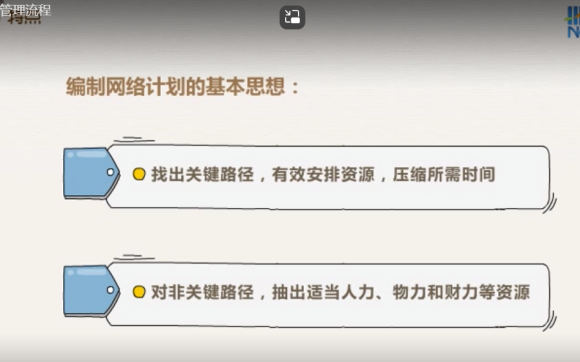 管理流程
特点
编制网络计划的基本思想：
找出关键路径，有效安排资源，压缩所需时间
对非关键路径，抽出适当人力、物力和财力等资源